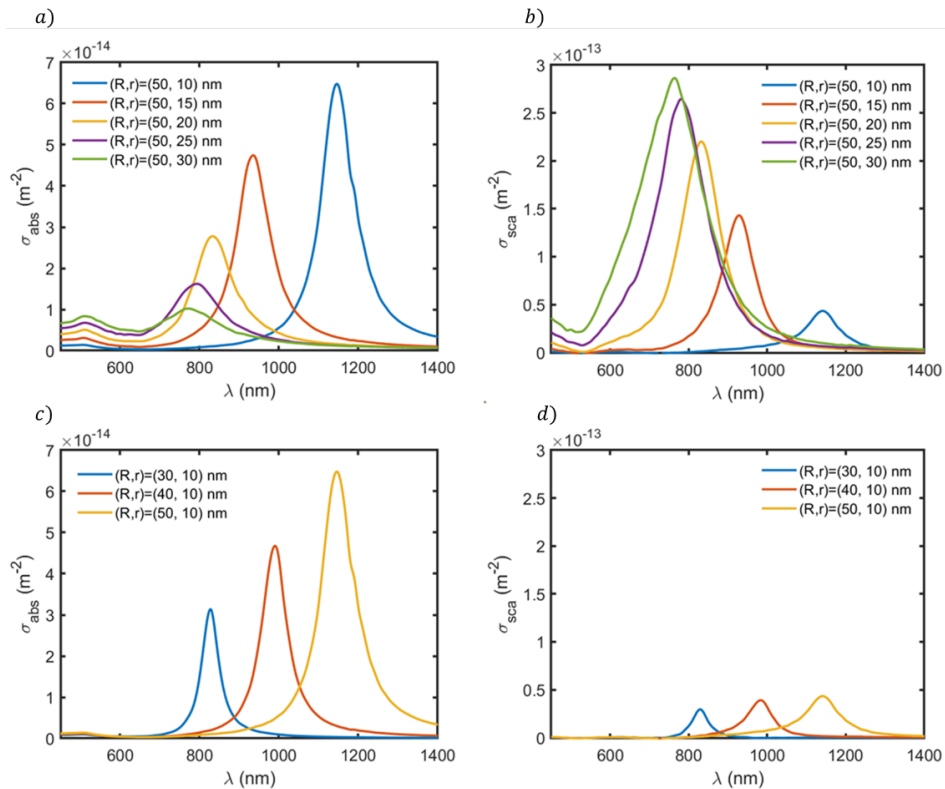 a)
b)
×10⁻¹⁴
7
6
5
4
3
2
1
0
σabs (m⁻²)
(R,r)=(50, 10) nm
(R,r)=(50, 15) nm
(R,r)=(50, 20) nm
(R,r)=(50, 25) nm
(R,r)=(50, 30) nm
600 800 1000 1200 1400
λ (nm)
×10⁻¹³
3
2.5
2
1.5
1
0.5
0
σsca (m⁻²)
(R,r)=(50, 10) nm
(R,r)=(50, 15) nm
(R,r)=(50, 20) nm
(R,r)=(50, 25) nm
(R,r)=(50, 30) nm
600 800 1000 1200 1400
λ (nm)
c)
d)
×10⁻¹⁴
7
6
5
4
3
2
1
0
σabs (m⁻²)
(R,r)=(30, 10) nm
(R,r)=(40, 10) nm
(R,r)=(50, 10) nm
600 800 1000 1200 1400
λ (nm)
×10⁻¹³
3
2.5
2
1.5
1
0.5
0
σsca (m⁻²)
(R,r)=(30, 10) nm
(R,r)=(40, 10) nm
(R,r)=(50, 10) nm
600 800 1000 1200 1400
λ (nm)